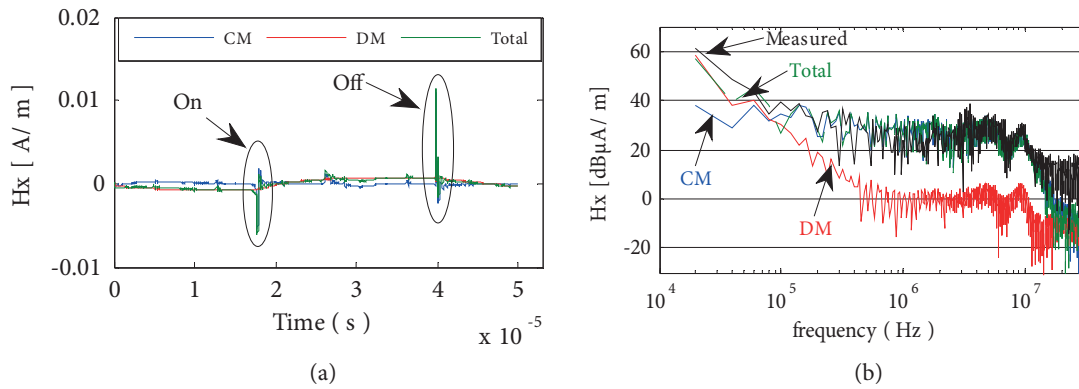 (a)
0.02
0.01
0
-0.01
Hx [ A/ m ]
CM DM Total
On
Off
0 1 2 3 4 5
Time ( s )
x 10 -5
(a)
(b)
60
40
20
0
-20
Hx [ dBμA / m ]
Measured
Total
CM
DM
10 4 10 5 10 6 10 7
frequency ( Hz )
(b)